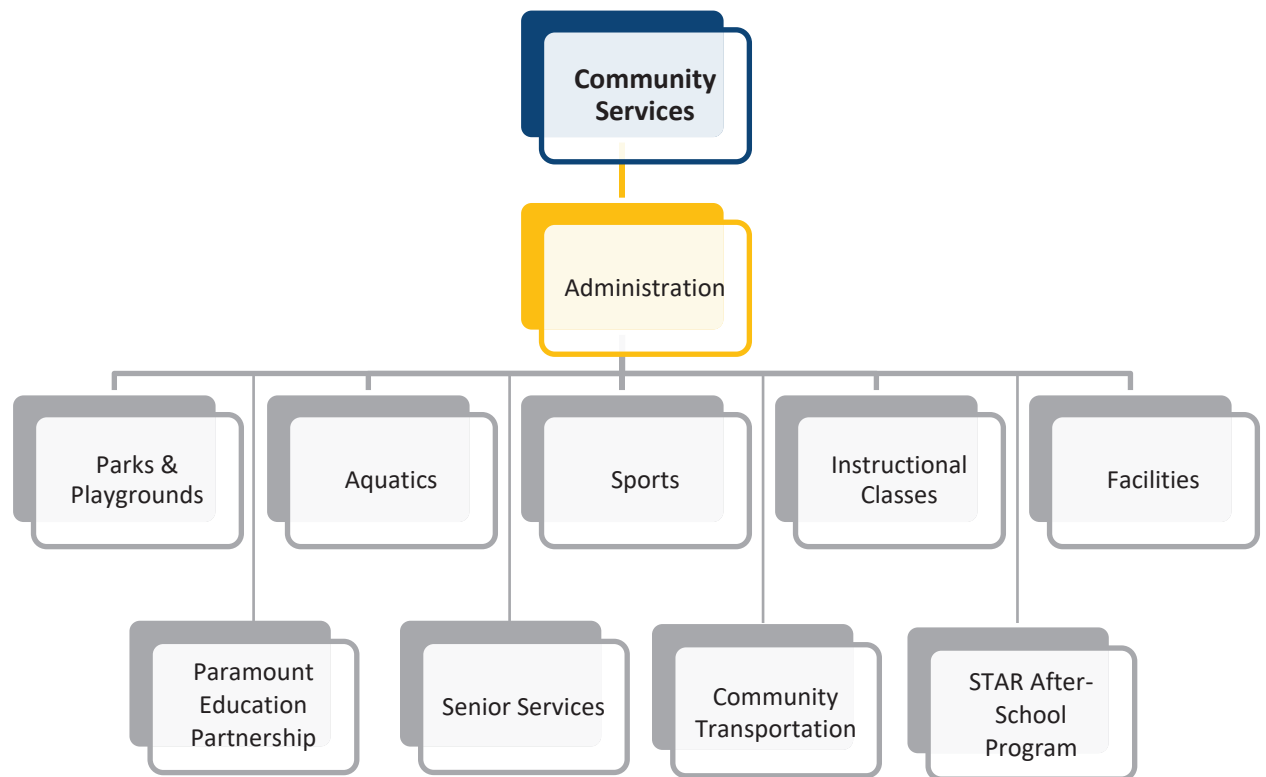 Community
Services
Administration
Parks &
Playgrounds
Aquatics
Sports
Instructional
Classes
Facilities
Paramount
Education
Partnership
Senior Services
Community
Transportation
STAR After-
School
Program